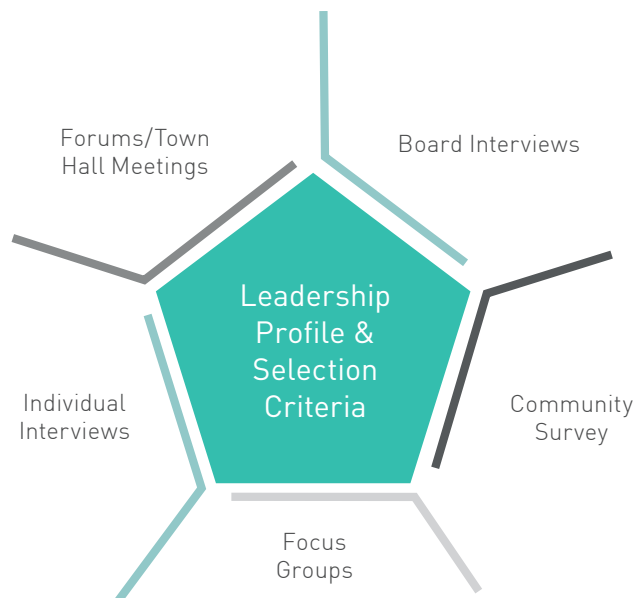 Forums/Town
Hall Meetings
Board Interviews
Leadership
Profile &
Selection
Criteria
Individual
Interviews
Community
Survey
Focus
Groups